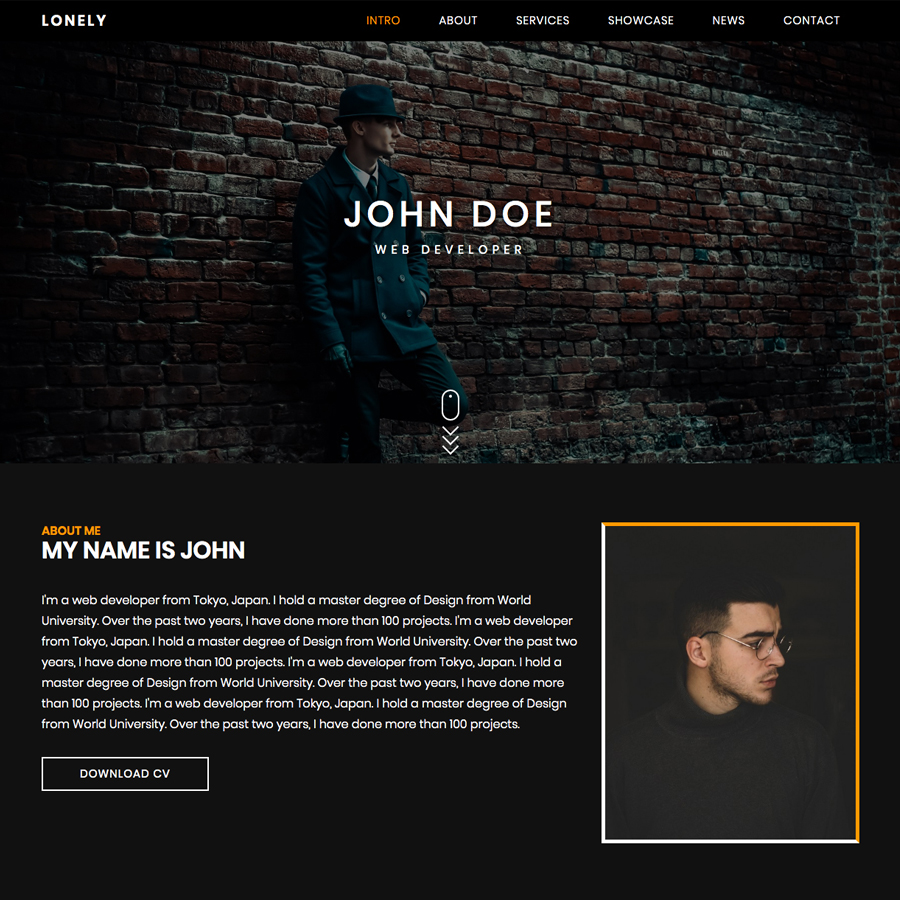 LONELY
INTRO ABOUT SERVICES SHOWCASE NEWS CONTACT
JOHN DOE
WEB DEVELOPER
ABOUT ME
MY NAME IS JOHN
I'm a web developer from Tokyo, Japan. I hold a master degree of Design from World
University. Over the past two years, I have done more than 100 projects. I'm a web developer
from Tokyo, Japan. I hold a master degree of Design from World University. Over the past two
years, I have done more than 100 projects. I'm a web developer from Tokyo, Japan. I hold a
master degree of Design from World University. Over the past two years, I have done more
than 100 projects. I'm a web developer from Tokyo, Japan. I hold a master degree of Design
from World University. Over the past two years, I have done more than 100 projects.
DOWNLOAD CV